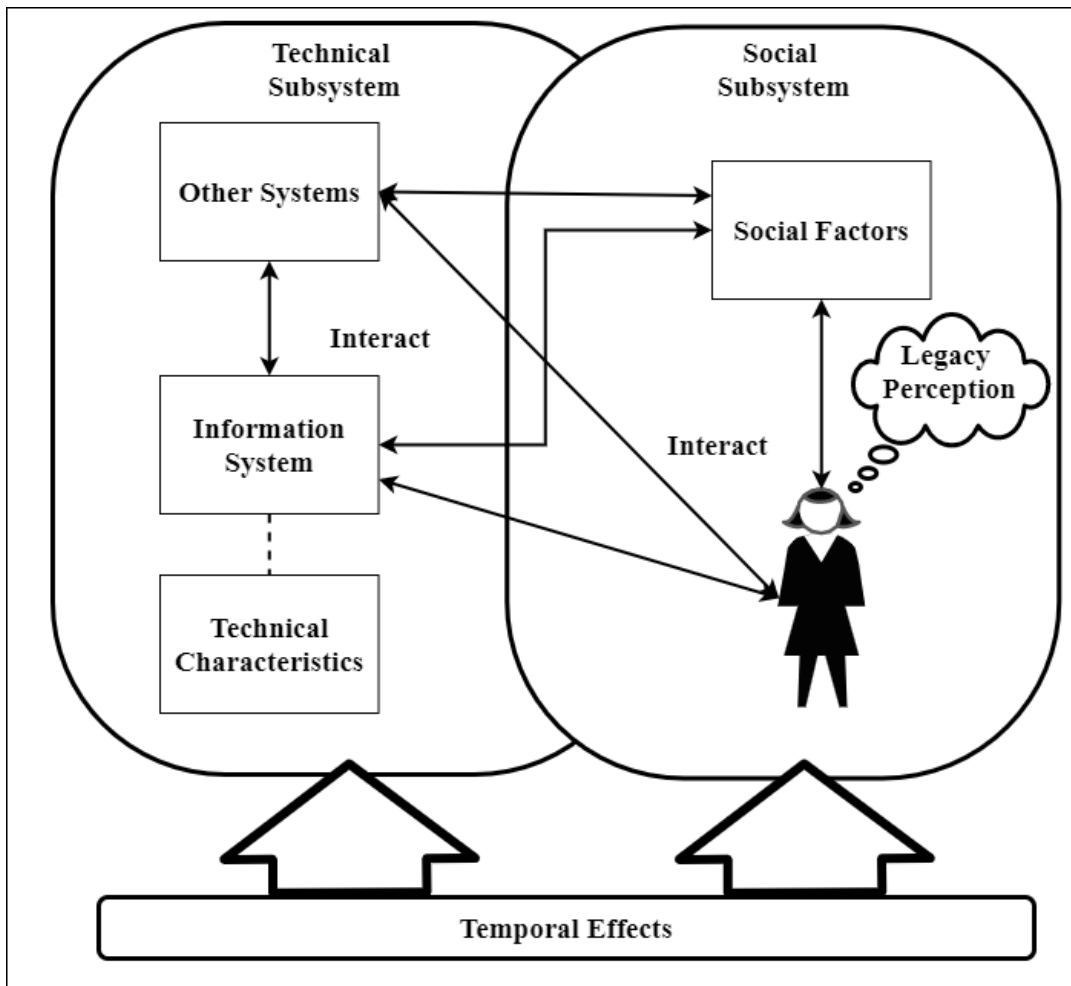 Technical
Subsystem
Social
Subsystem
Other Systems
Social Factors
Interact
Legacy
Perception
Information
System
Interact
Technical
Characteristics
Temporal Effects